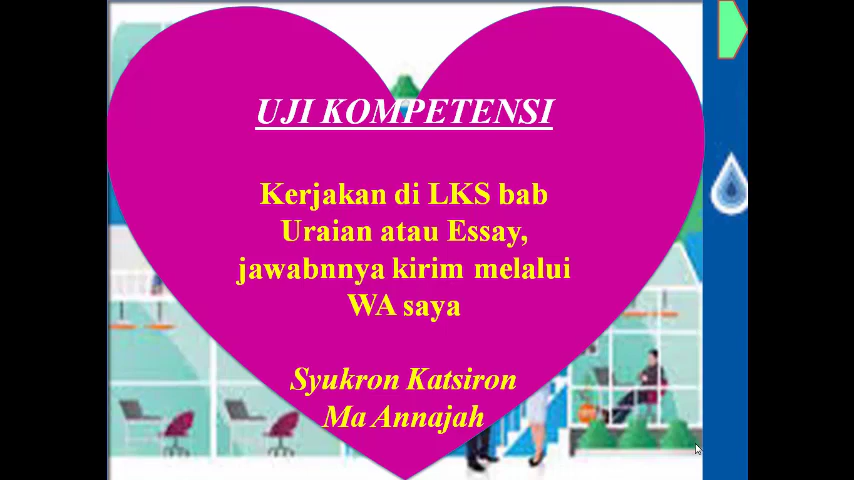 UJI KOMPETENSI
Kerjakan di LKS bab
Uraian atau Essay,
jawabnnya kirim melalui
WA saya
Syukron Katsiron
Ma Annajah